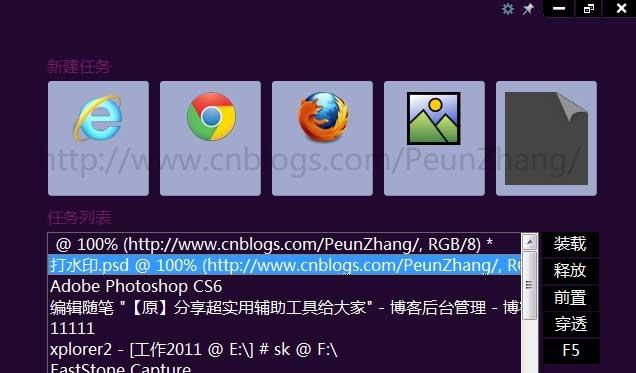 新建任务
http://www.cnblogs.com/PeunZhang/
任务列表
@ 100% (http://www.cnblogs.com/PeunZhang/, RGB/8) *
装载
打水印.psd @ 100% (http://www.cnblogs.com/PeunZhang/, R
释放
Adobe Photoshop CS6
前置
编辑随笔 "【原】分享超实用辅助工具给大家" - 博客后台管理 - 博
11111
穿透
xplorer2 - [工作2011 @ E:\] # sk @ F:\
F5
FastStone Capture